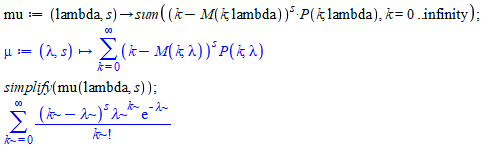 mu := (lambda, s) → sum((k − M(k, lambda))^s · P(k, lambda), k = 0 ..infinity);
μ := (λ, s) ↦ ∑_{k=0}^{∞} (k − M(k, λ))^s P(k, λ)
simplify(mu(lambda, s));
∑_{k~=0}^{∞} ((k~ − λ~)^s λ~^{k~} e^{−λ~})/(k~!)